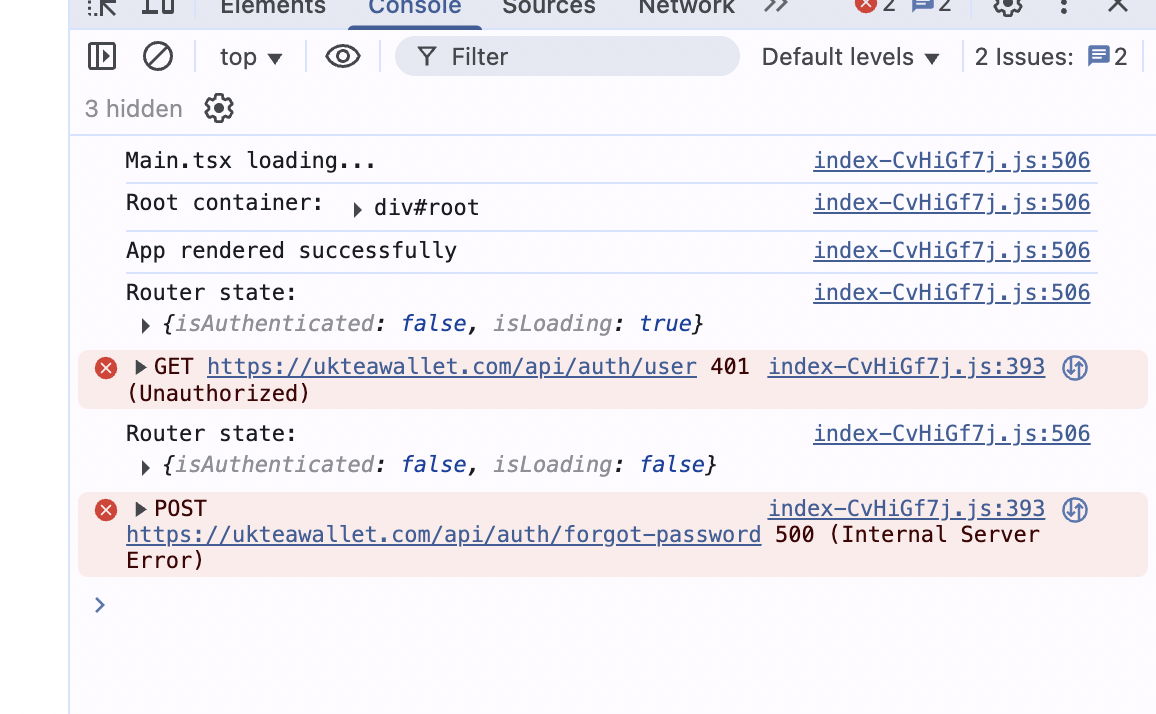 Elements Console Sources Network 2 2
top Filter Default levels 2 Issues: 2
3 hidden
Main.tsx loading... index-CvHiGf7j.js:506
Root container: div#root index-CvHiGf7j.js:506
App rendered successfully index-CvHiGf7j.js:506
Router state: index-CvHiGf7j.js:506
{isAuthenticated: false, isLoading: true}
GET https://ukteawallet.com/api/auth/user 401 index-CvHiGf7j.js:393
(Unauthorized)
Router state: index-CvHiGf7j.js:506
{isAuthenticated: false, isLoading: false}
POST index-CvHiGf7j.js:393
https://ukteawallet.com/api/auth/forgot-password 500 (Internal Server
Error)